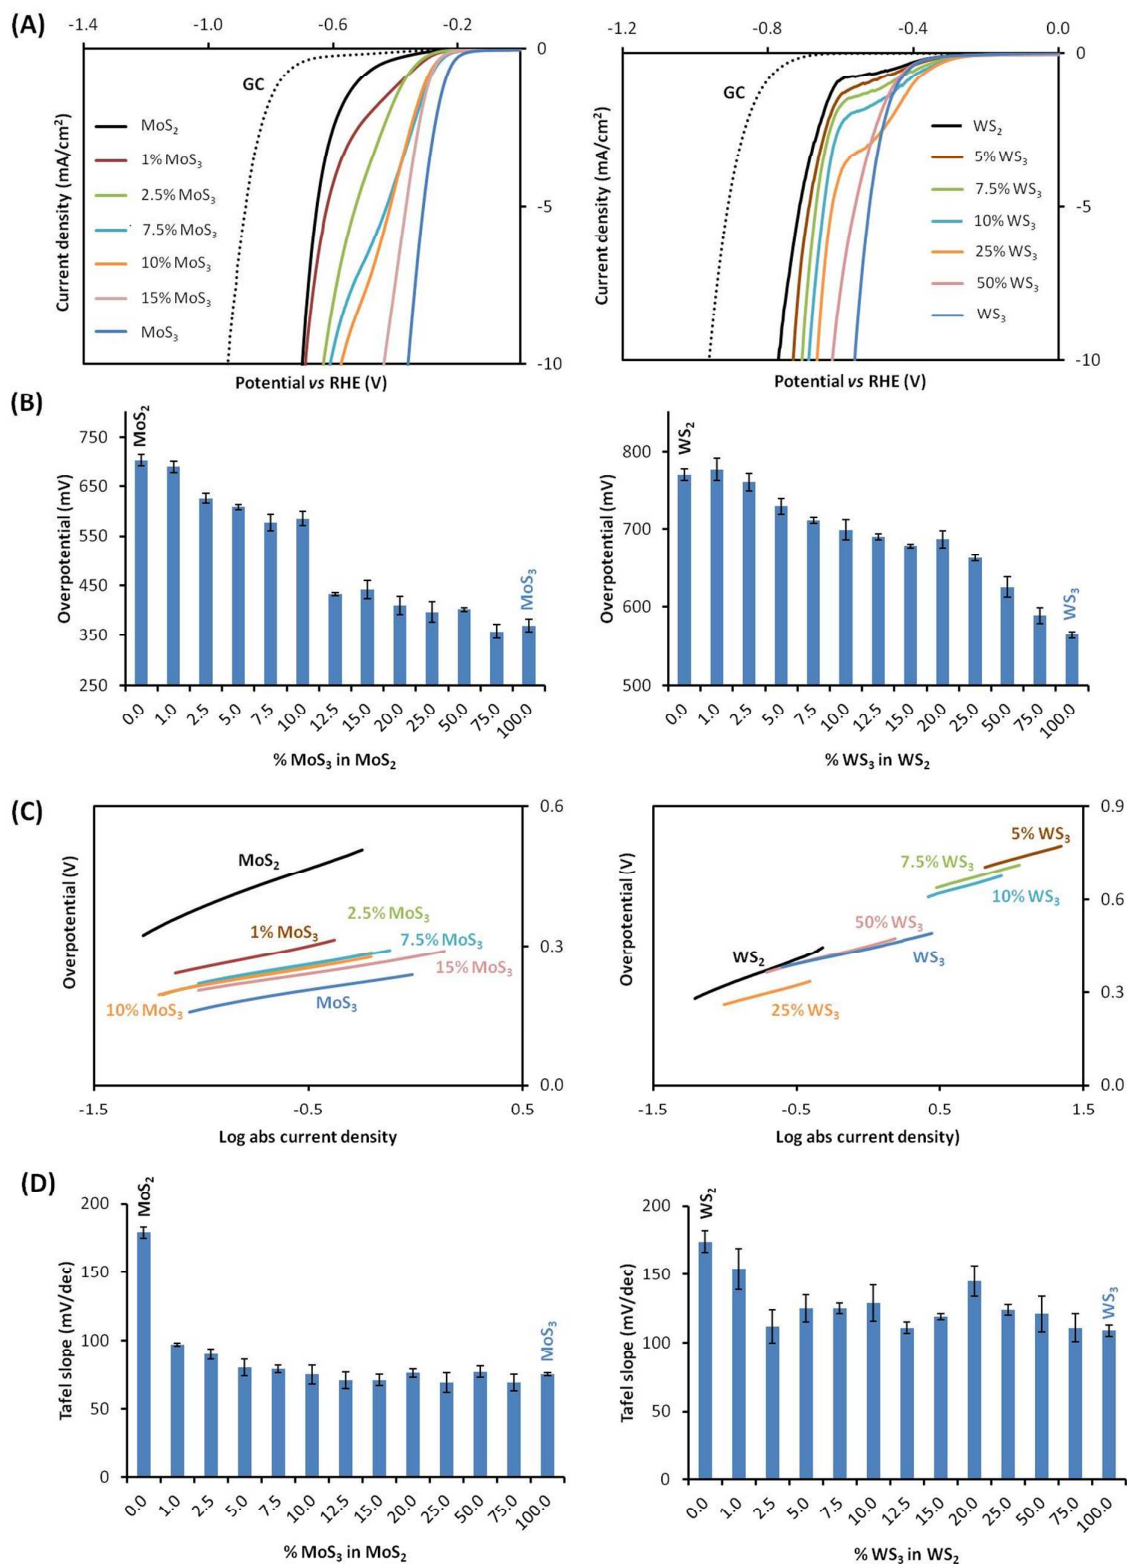 (A)
-1.4 -1.0 -0.6 -0.2
0
-5
-10
GC
MoS₂
1% MoS₃
2.5% MoS₃
7.5% MoS₃
10% MoS₃
15% MoS₃
MoS₃
Current density (mA/cm²)
Potential vs RHE (V)
-1.2 -0.8 -0.4 0.0
0
-5
-10
GC
WS₂
5% WS₃
7.5% WS₃
10% WS₃
25% WS₃
50% WS₃
WS₃
Current density (mA/cm²)
Potential vs RHE (V)
(B)
750
650
550
450
350
250
Overpotential (mV)
MoS₂
MoS₃
0.0 1.0 2.5 5.0 7.5 10.0 12.5 15.0 20.0 25.0 50.0 75.0 100.0
% MoS₃ in MoS₂
800
700
600
500
Overpotential (mV)
WS₂
WS₃
0.0 1.0 2.5 5.0 7.5 10.0 12.5 15.0 20.0 25.0 50.0 75.0 100.0
% WS₃ in WS₂
(C)
0.6
0.3
0.0
Overpotential (V)
MoS₂
2.5% MoS₃
1% MoS₃
7.5% MoS₃
15% MoS₃
10% MoS₃
MoS₃
-1.5 -0.5 0.5
Log abs current density
0.9
0.6
0.3
0.0
Overpotential (V)
5% WS₃
7.5% WS₃
10% WS₃
50% WS₃
WS₂
WS₃
25% WS₃
-1.5 -0.5 0.5 1.5
Log abs current density)
(D)
200
150
100
50
0
Tafel slope (mV/dec)
MoS₂
MoS₃
0.0 1.0 2.5 5.0 7.5 10.0 12.5 15.0 20.0 25.0 50.0 75.0 100.0
% MoS₃ in MoS₂
200
150
100
50
0
Tafel slope (mV/dec)
WS₂
WS₃
0.0 1.0 2.5 5.0 7.5 10.0 12.5 15.0 20.0 25.0 50.0 75.0 100.0
% WS₃ in WS₂